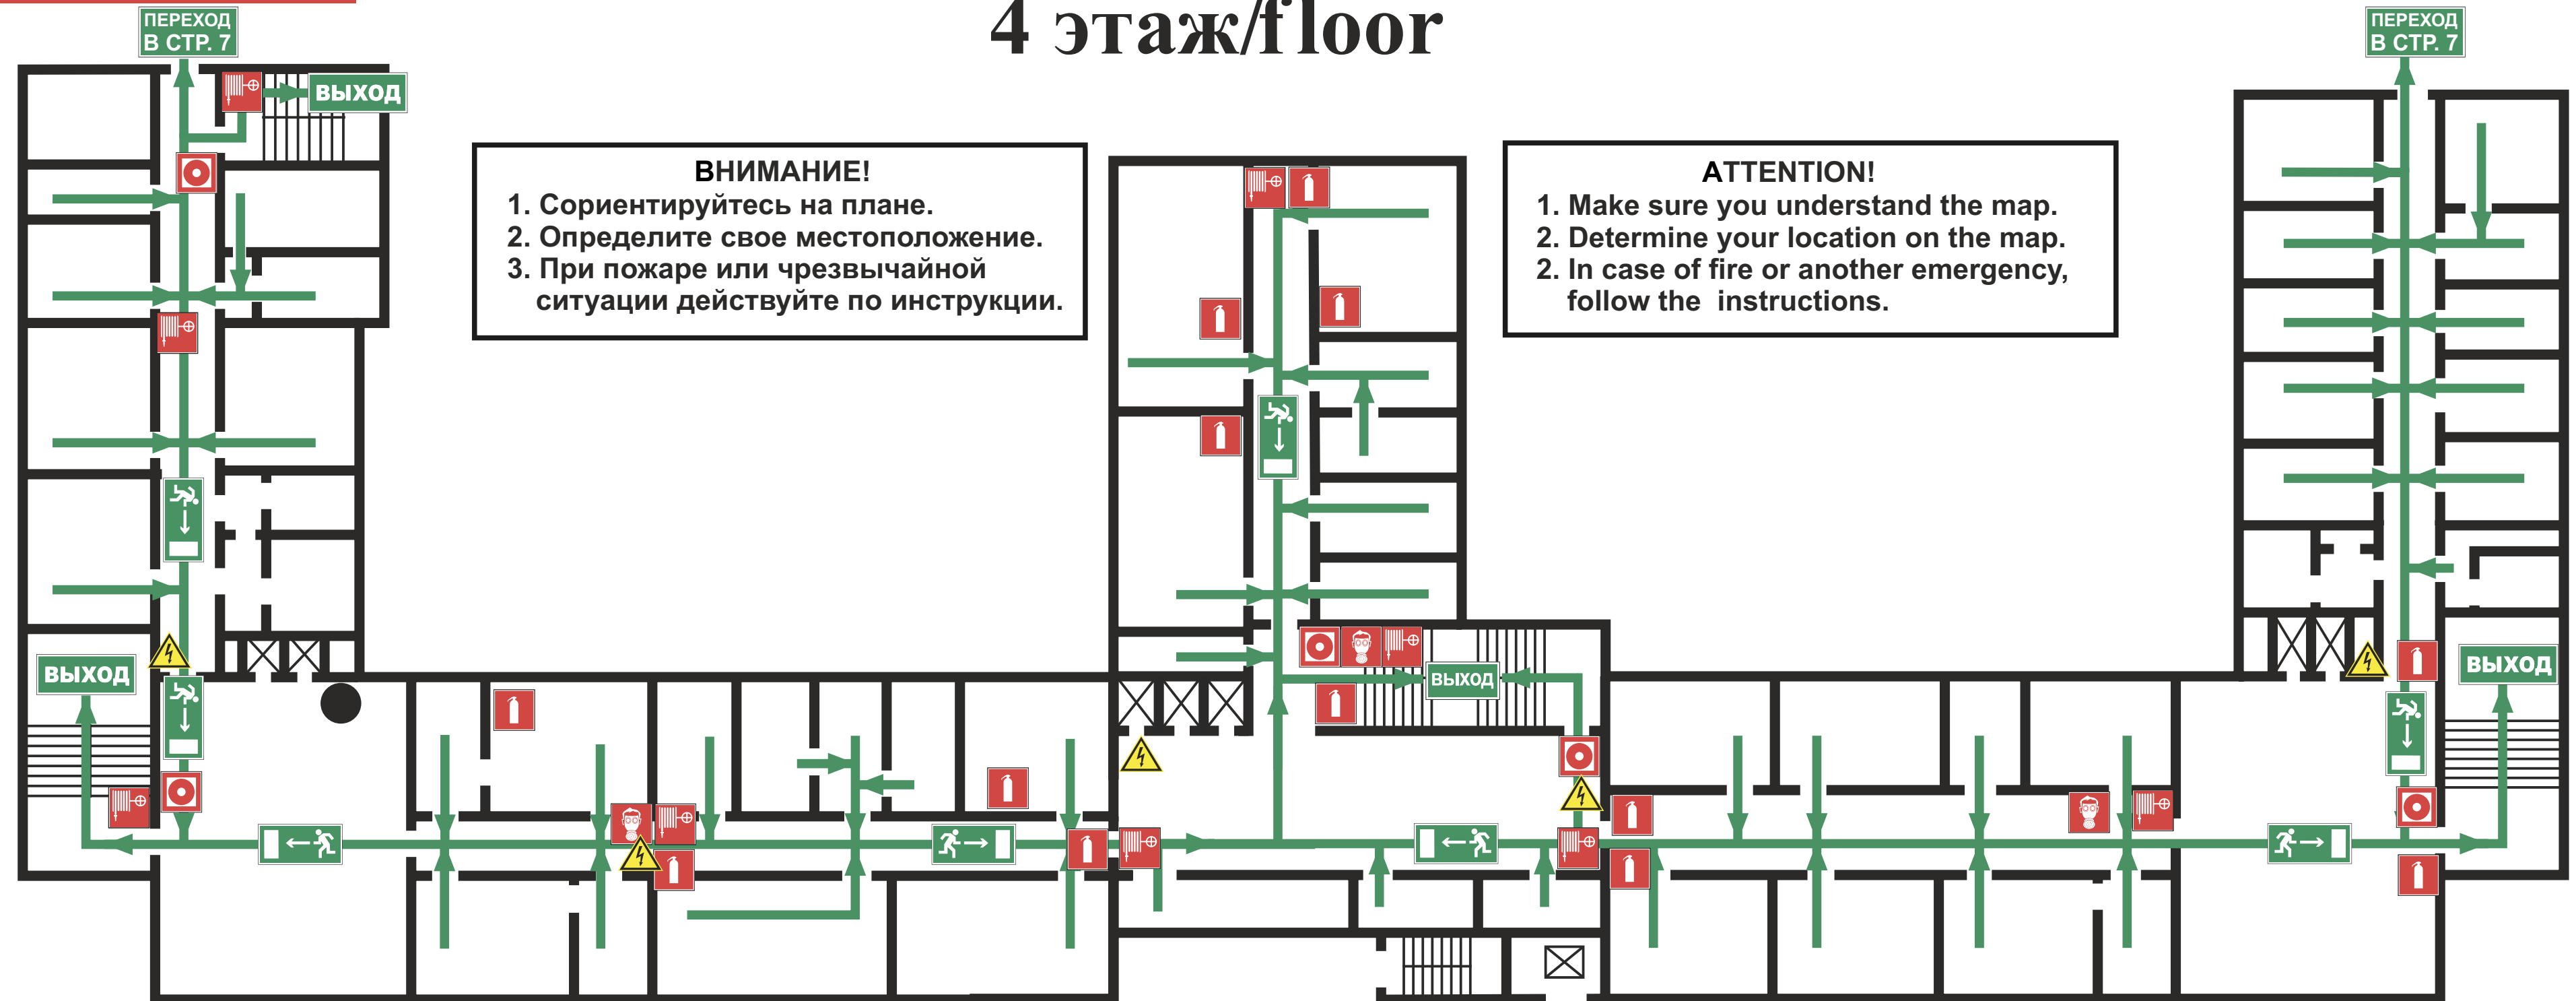 4 этаж/floor
ПЕРЕХОД
В СТР. 7
ПЕРЕХОД
В СТР. 7
ВЫХОД
ВНИМАНИЕ!
1. Сориентируйтесь на плане.
2. Определите свое местоположение.
3. При пожаре или чрезвычайной
ситуации действуйте по инструкции.
ATTENTION!
1. Make sure you understand the map.
2. Determine your location on the map.
2. In case of fire or another emergency,
follow the instructions.
ВЫХОД
ВЫХОД
ВЫХОД